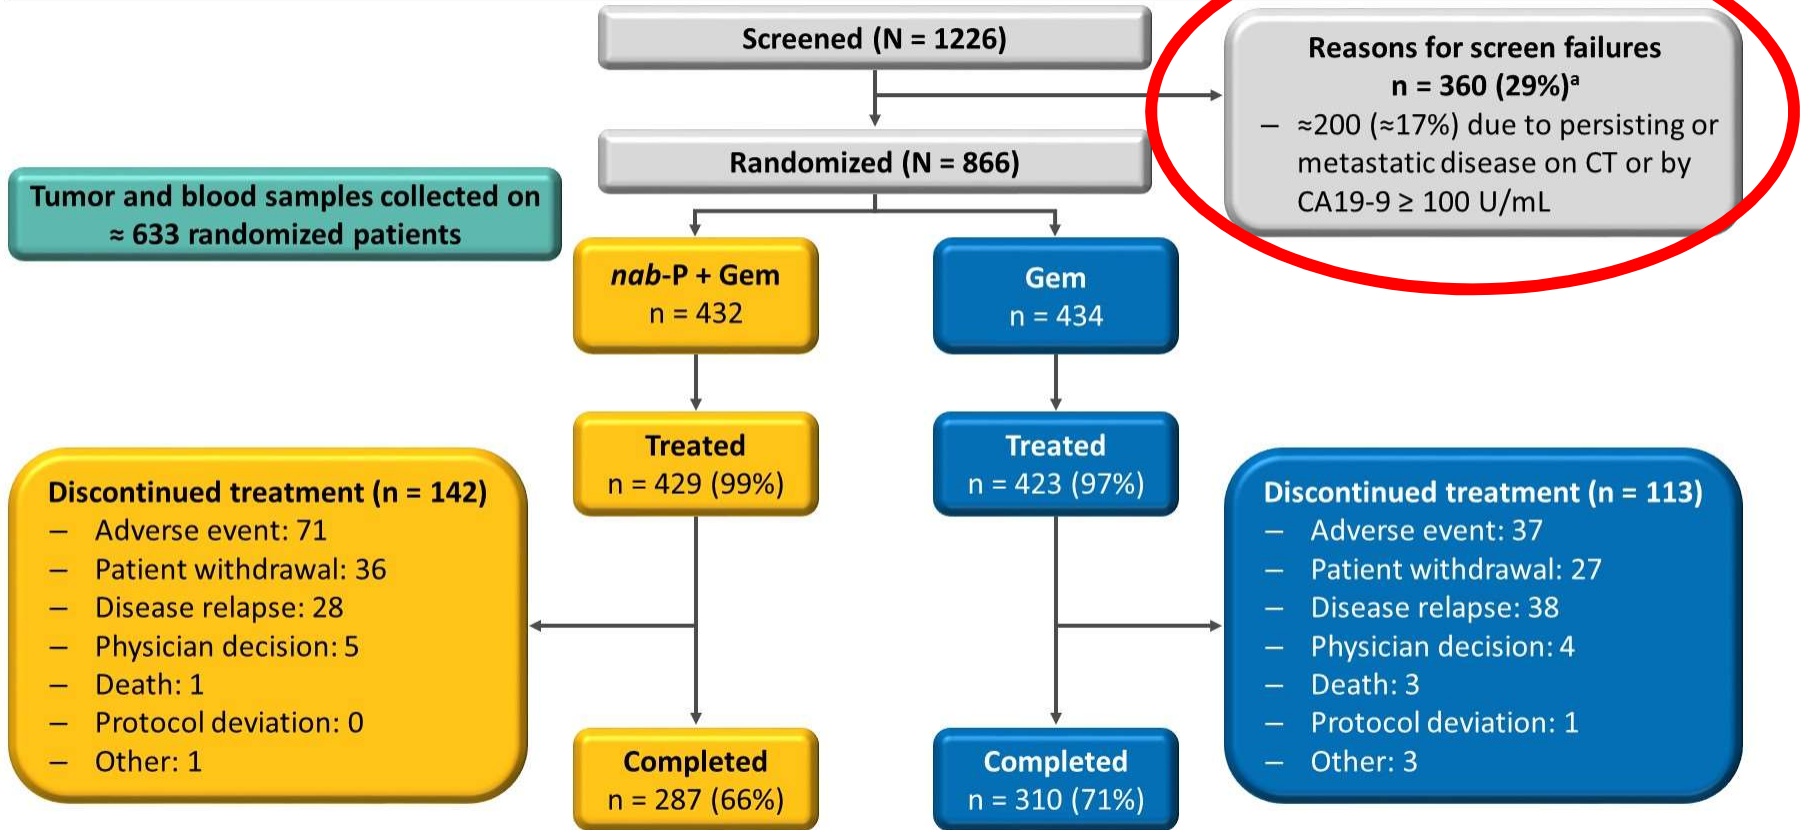 Screened (N = 1226)
Reasons for screen failures
n = 360 (29%)ᵃ
– ≈200 (≈17%) due to persisting or
metastatic disease on CT or by
CA19-9 ≥ 100 U/mL
Randomized (N = 866)
Tumor and blood samples collected on
≈ 633 randomized patients
nab-P + Gem
n = 432
Gem
n = 434
Treated
n = 429 (99%)
Treated
n = 423 (97%)
Discontinued treatment (n = 142)
– Adverse event: 71
– Patient withdrawal: 36
– Disease relapse: 28
– Physician decision: 5
– Death: 1
– Protocol deviation: 0
– Other: 1
Discontinued treatment (n = 113)
– Adverse event: 37
– Patient withdrawal: 27
– Disease relapse: 38
– Physician decision: 4
– Death: 3
– Protocol deviation: 1
– Other: 3
Completed
n = 287 (66%)
Completed
n = 310 (71%)